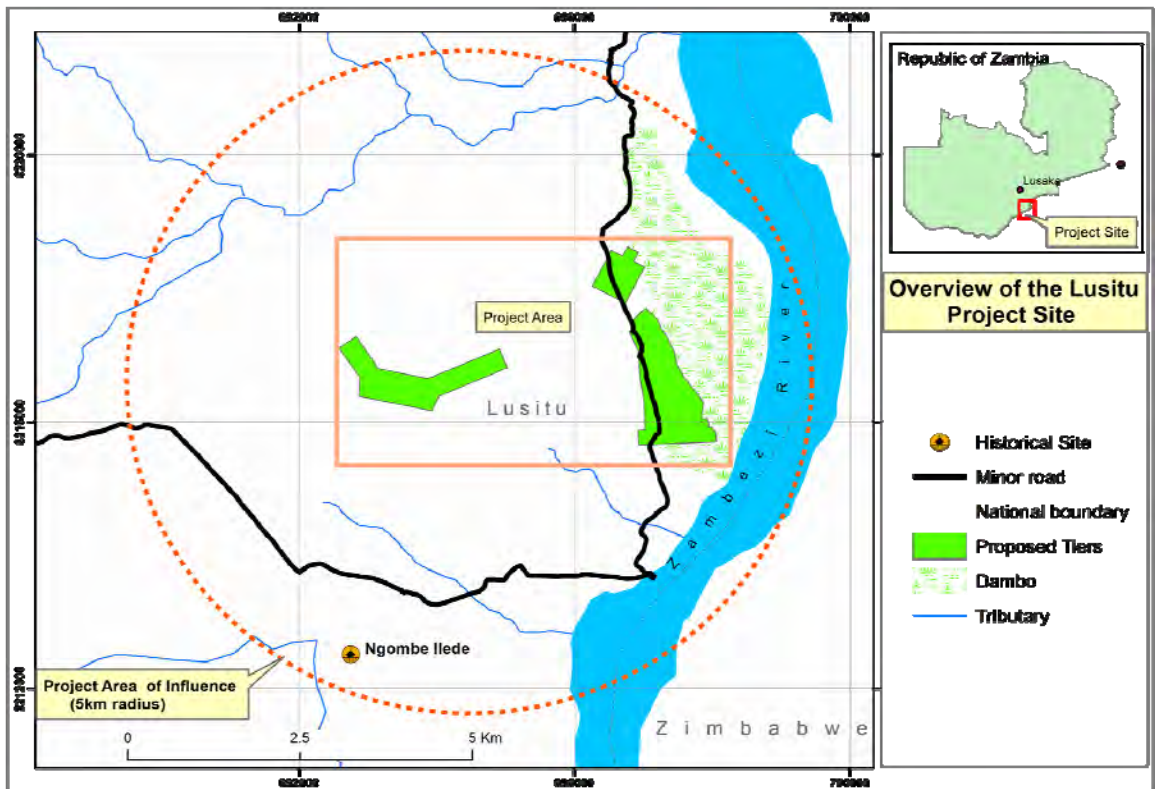 Republic of Zambia
Lusaka
Project Site
Overview of the Lusitu
Project Site
Project Area
Lusitu
Zambezi River
Ngombe Ilede
Project Area of Influence
(5km radius)
0 2.5 5 Km
Zimbabwe
Historical Site
Minor road
National boundary
Proposed Tiers
Dambo
Tributary